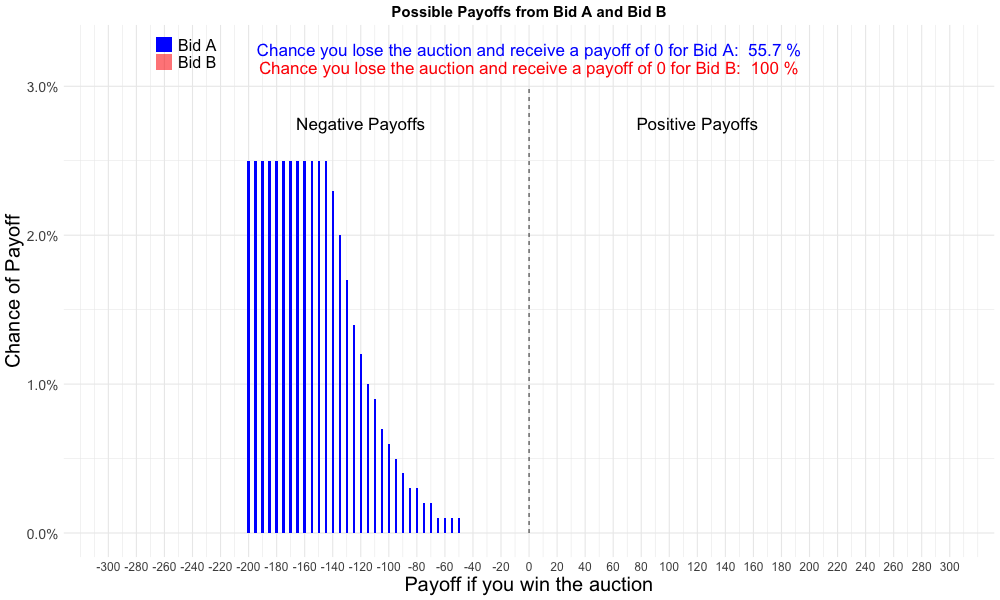 Possible Payoffs from Bid A and Bid B
Bid A
Bid B
Chance you lose the auction and receive a payoff of 0 for Bid A:  55.7 %
Chance you lose the auction and receive a payoff of 0 for Bid B:  100 %
Negative Payoffs
Positive Payoffs
Chance of Payoff
3.0%
2.0%
1.0%
0.0%
-300 -280 -260 -240 -220 -200 -180 -160 -140 -120 -100 -80 -60 -40 -20 0 20 40 60 80 100 120 140 160 180 200 220 240 260 280 300
Payoff if you win the auction